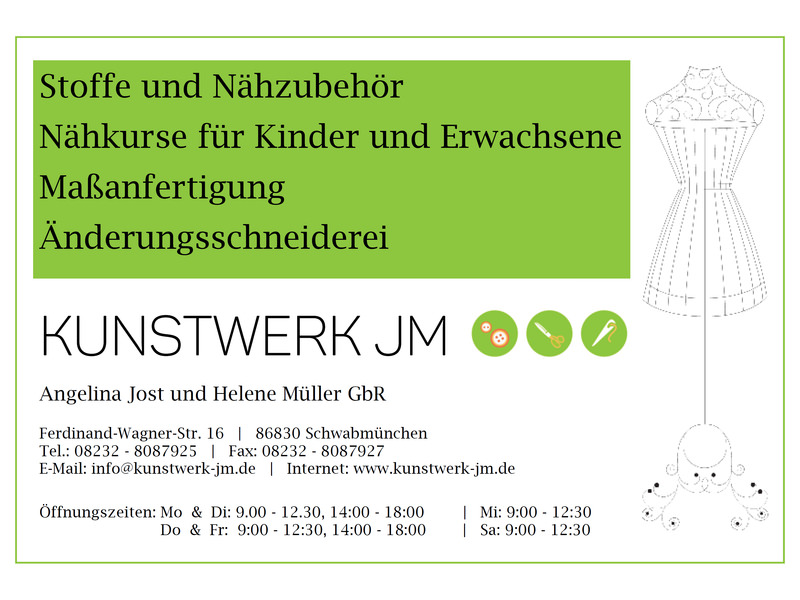 Stoffe und Nähzubehör
Nähkurse für Kinder und Erwachsene
Maßanfertigung
Änderungsschneiderei
KUNSTWERK JM
Angelina Jost und Helene Müller GbR
Ferdinand-Wagner-Str. 16 | 86830 Schwabmünchen
Tel.: 08232 - 8087925 | Fax: 08232 - 8087927
E-Mail: info@kunstwerk-jm.de | Internet: www.kunstwerk-jm.de
Öffnungszeiten: Mo & Di: 9.00 - 12.30, 14:00 - 18:00 | Mi: 9:00 - 12:30
Do & Fr: 9:00 - 12:30, 14:00 - 18:00 | Sa: 9:00 - 12:30